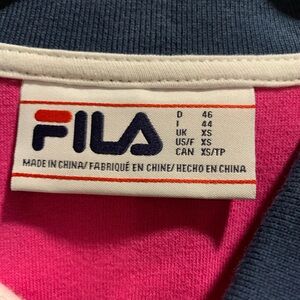 FILA
D 46
I 44
UK XS
US/F XS
CAN XS/TP
MADE IN CHINA/ FABRIQUÉ EN CHINE/ HECHO EN CHINA